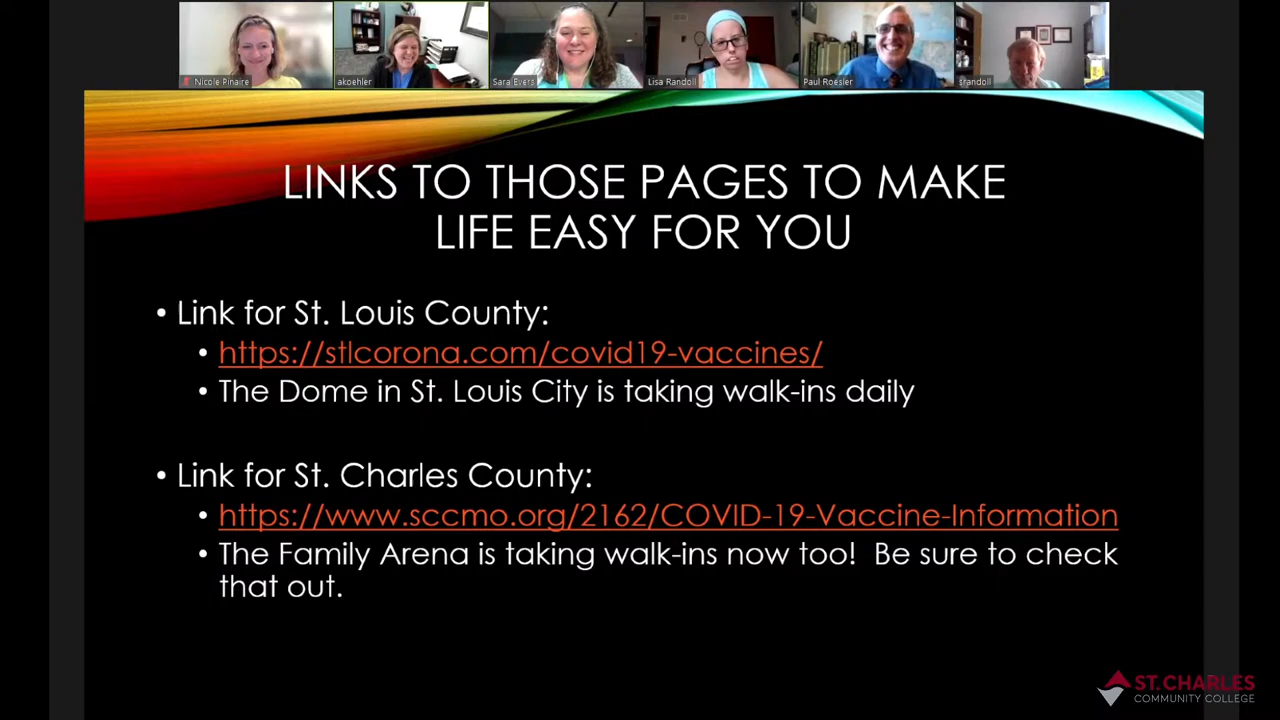 Nicole Pinaire
akoehler
Sara Evers
Lisa Randoll
Paul Roesler
srandoll
LINKS TO THOSE PAGES TO MAKE
LIFE EASY FOR YOU
• Link for St. Louis County:
• https://stlcorona.com/covid19-vaccines/
• The Dome in St. Louis City is taking walk-ins daily
• Link for St. Charles County:
• https://www.sccmo.org/2162/COVID-19-Vaccine-Information
• The Family Arena is taking walk-ins now too! Be sure to check
that out.
ST. CHARLES
COMMUNITY COLLEGE